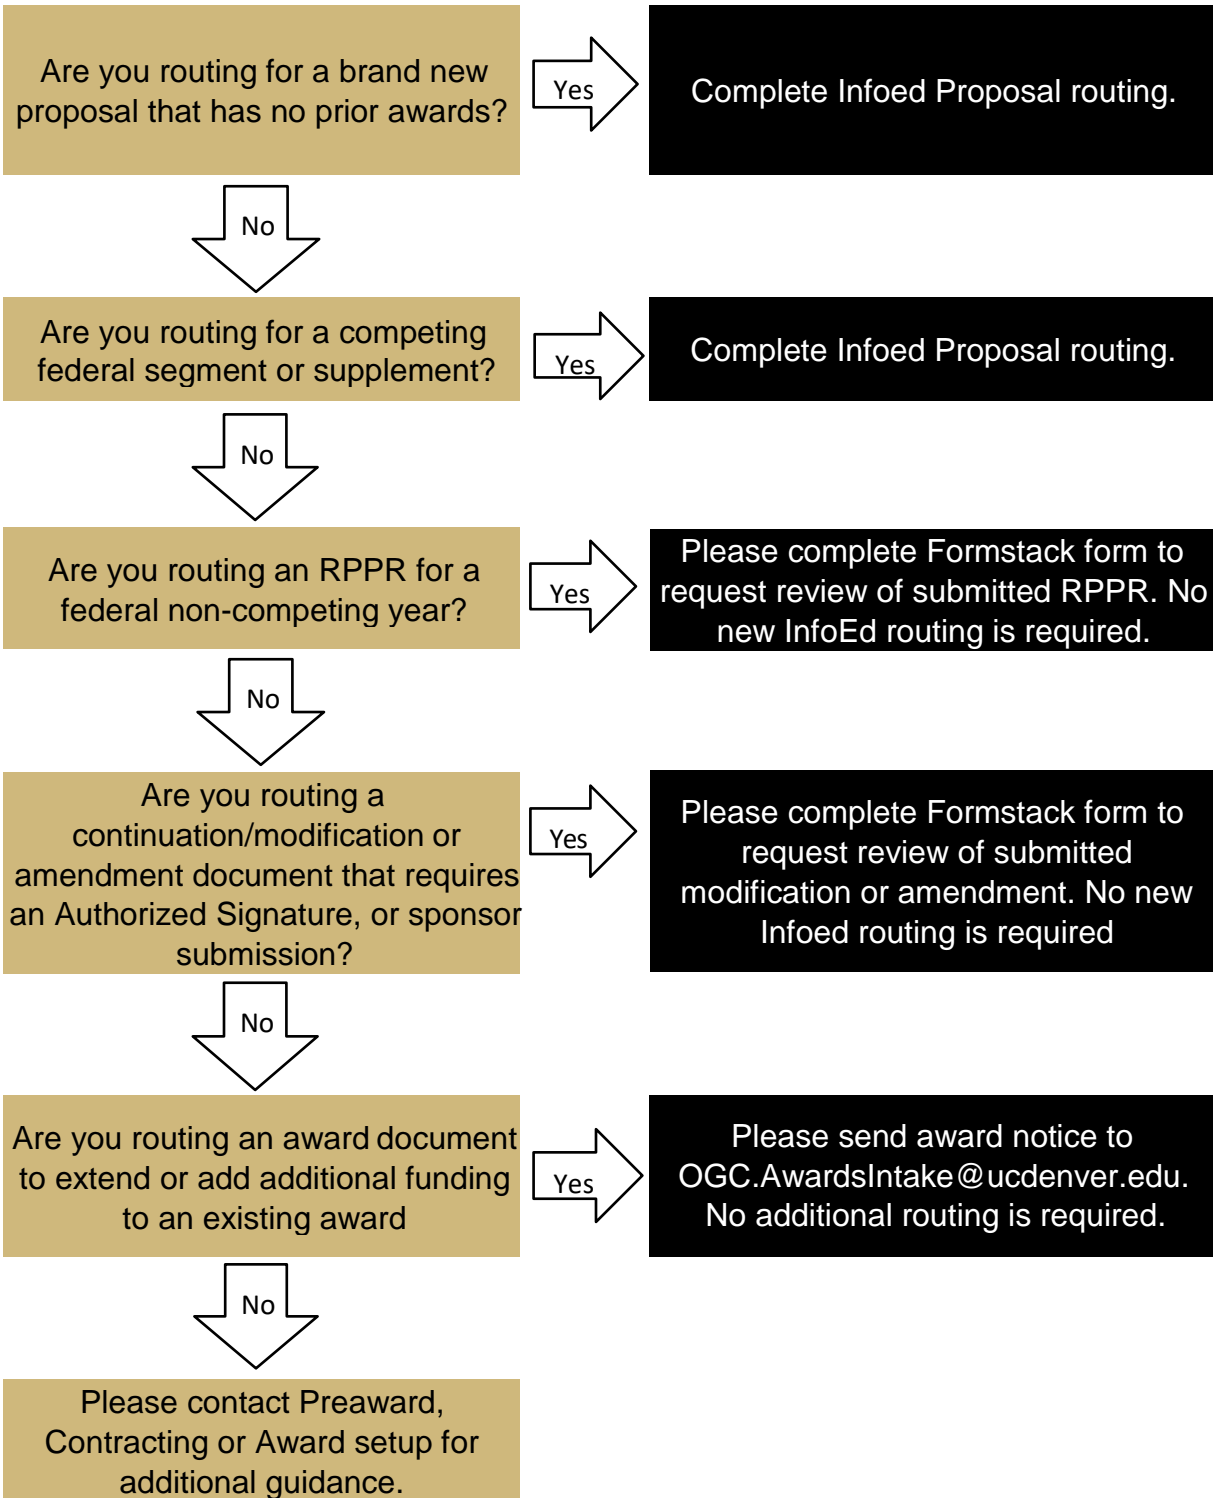 Are you routing for a brand new
proposal that has no prior awards?
Yes
Complete Infoed Proposal routing.
No
Are you routing for a competing
federal segment or supplement?
Yes
Complete Infoed Proposal routing.
No
Are you routing an RPPR for a
federal non-competing year?
Yes
Please complete Formstack form to
request review of submitted RPPR. No
new InfoEd routing is required.
No
Are you routing a
continuation/modification or
amendment document that requires
an Authorized Signature, or sponsor
submission?
Yes
Please complete Formstack form to
request review of submitted
modification or amendment. No new
Infoed routing is required
No
Are you routing an award document
to extend or add additional funding
to an existing award
Yes
Please send award notice to
OGC.AwardsIntake@ucdenver.edu.
No additional routing is required.
No
Please contact Preaward,
Contracting or Award setup for
additional guidance.